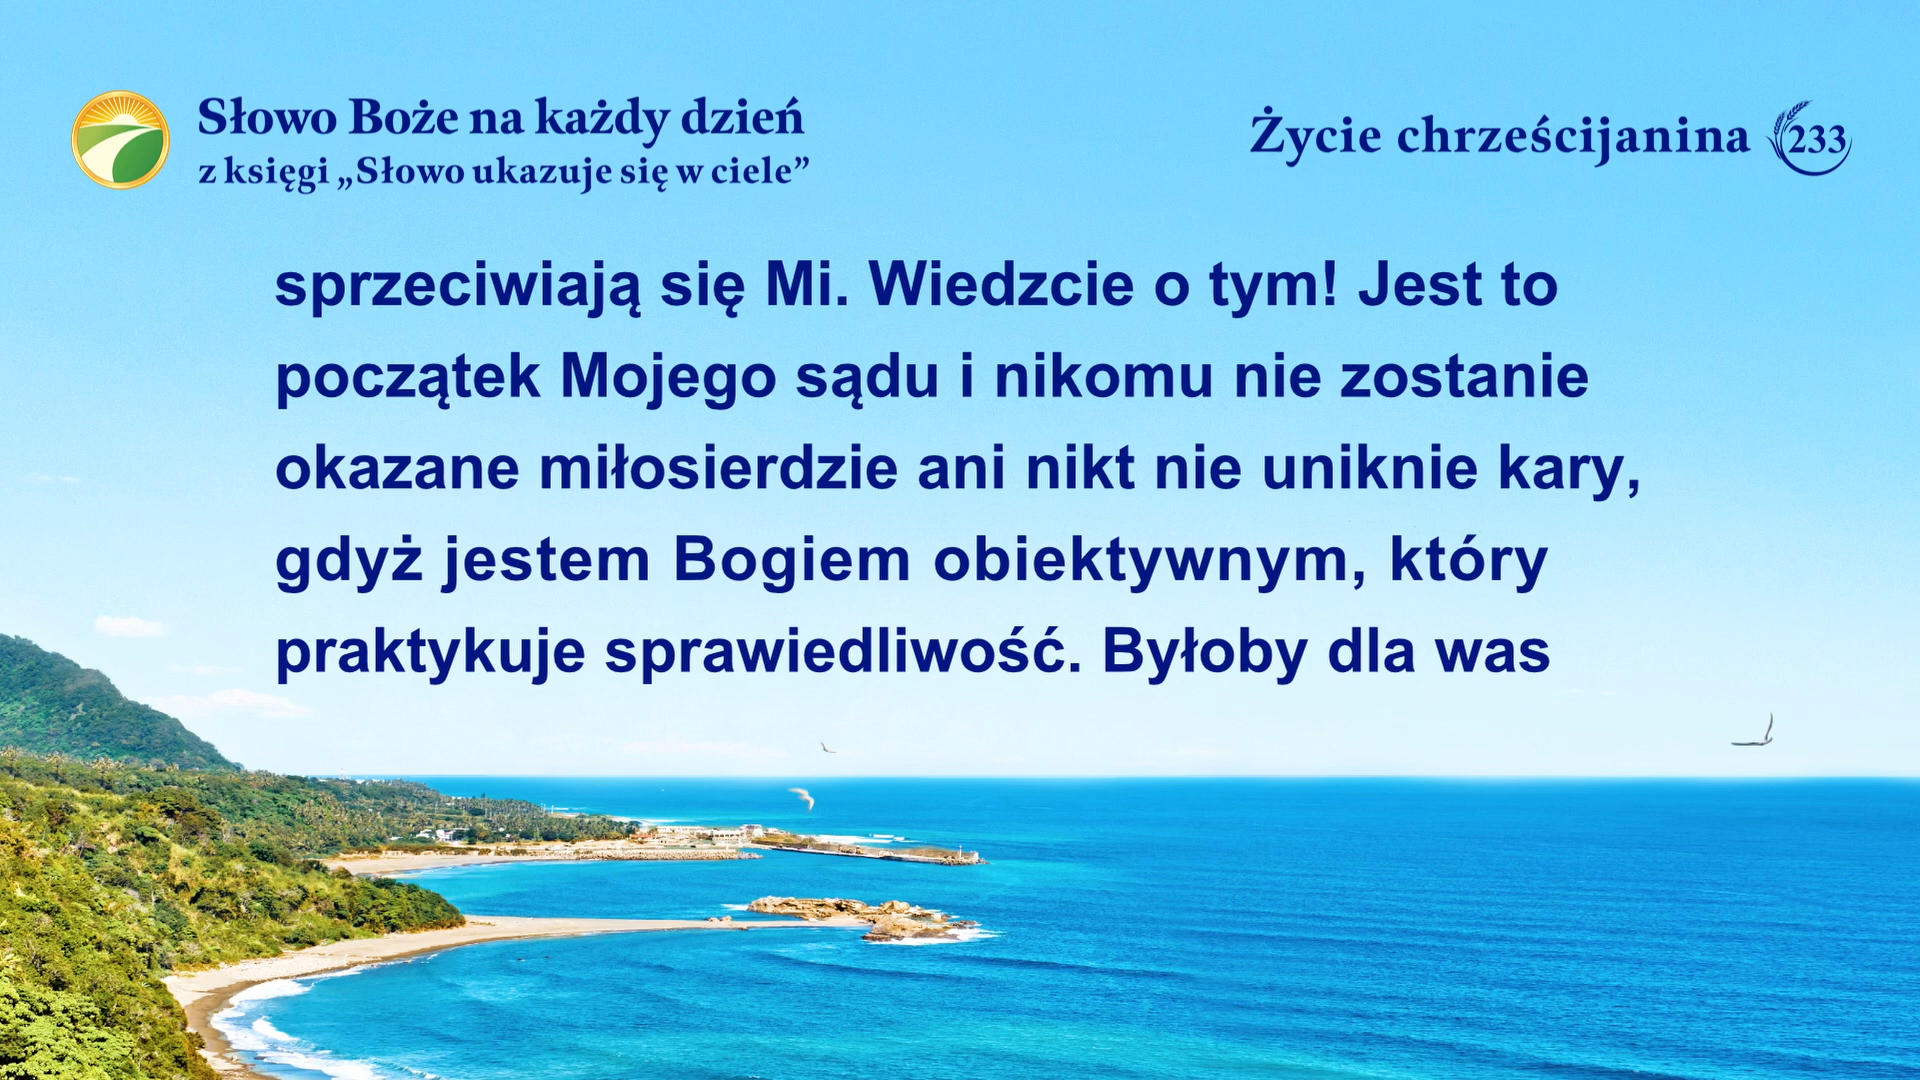 Słowo Boże na każdy dzień
z księgi „Słowo ukazuje się w ciele”
Życie chrześcijanina 233
sprzeciwiają się Mi. Wiedzcie o tym! Jest to
początek Mojego sądu i nikomu nie zostanie
okazane miłosierdzie ani nikt nie uniknie kary,
gdyż jestem Bogiem obiektywnym, który
praktykuje sprawiedliwość. Byłoby dla was